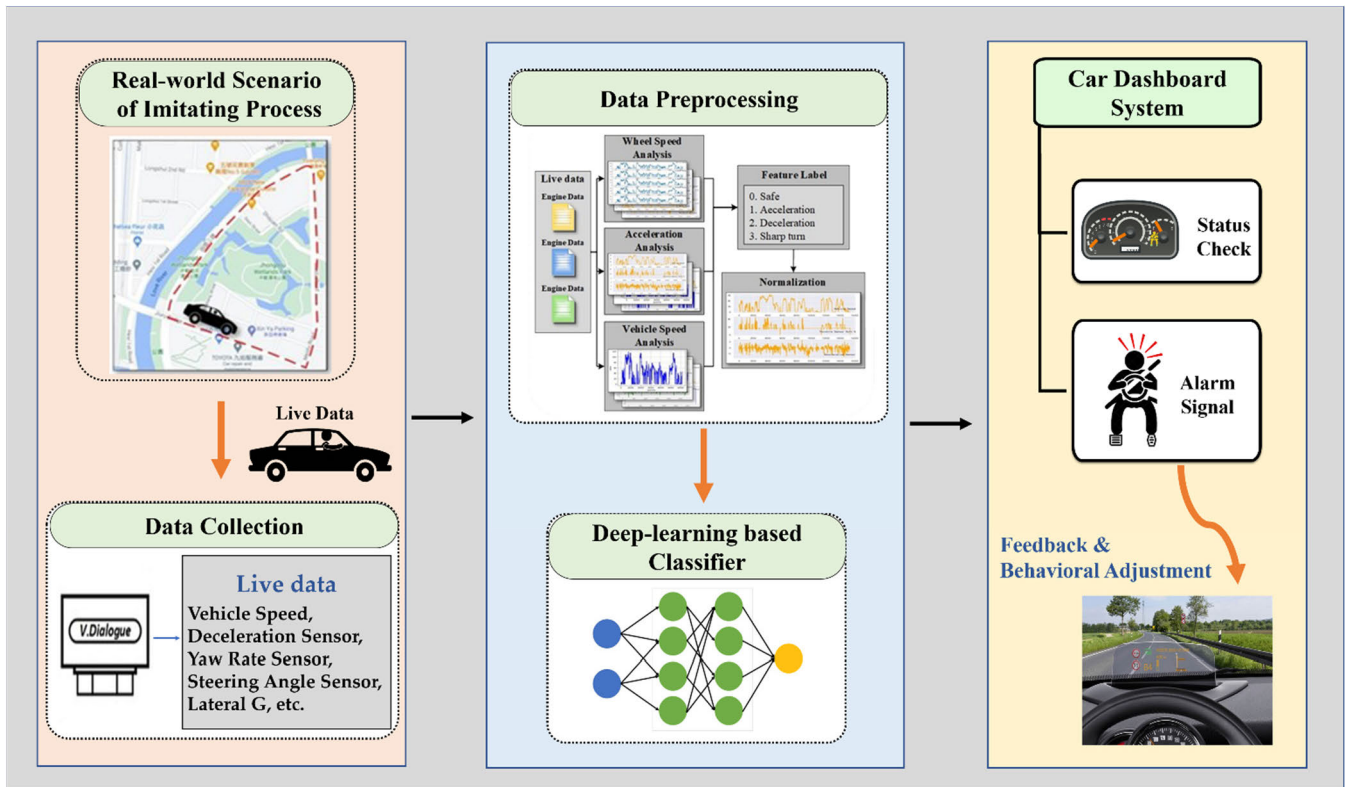 Real-world Scenario
of Imitating Process
Live Data
Data Collection
V.Dialogue
Live data
Vehicle Speed,
Deceleration Sensor,
Yaw Rate Sensor,
Steering Angle Sensor,
Lateral G, etc.
Data Preprocessing
Live data
Engine Data
Engine Data
Engine Data
Wheel Speed
Analysis
Acceleration
Analysis
Vehicle Speed
Analysis
Feature Label
0. Safe
1. Aeceleration
2. Deceleration
3. Sharp turn
Normalization
Deep-learning based
Classifier
Car Dashboard
System
Status
Check
Alarm
Signal
Feedback &
Behavioral Adjustment